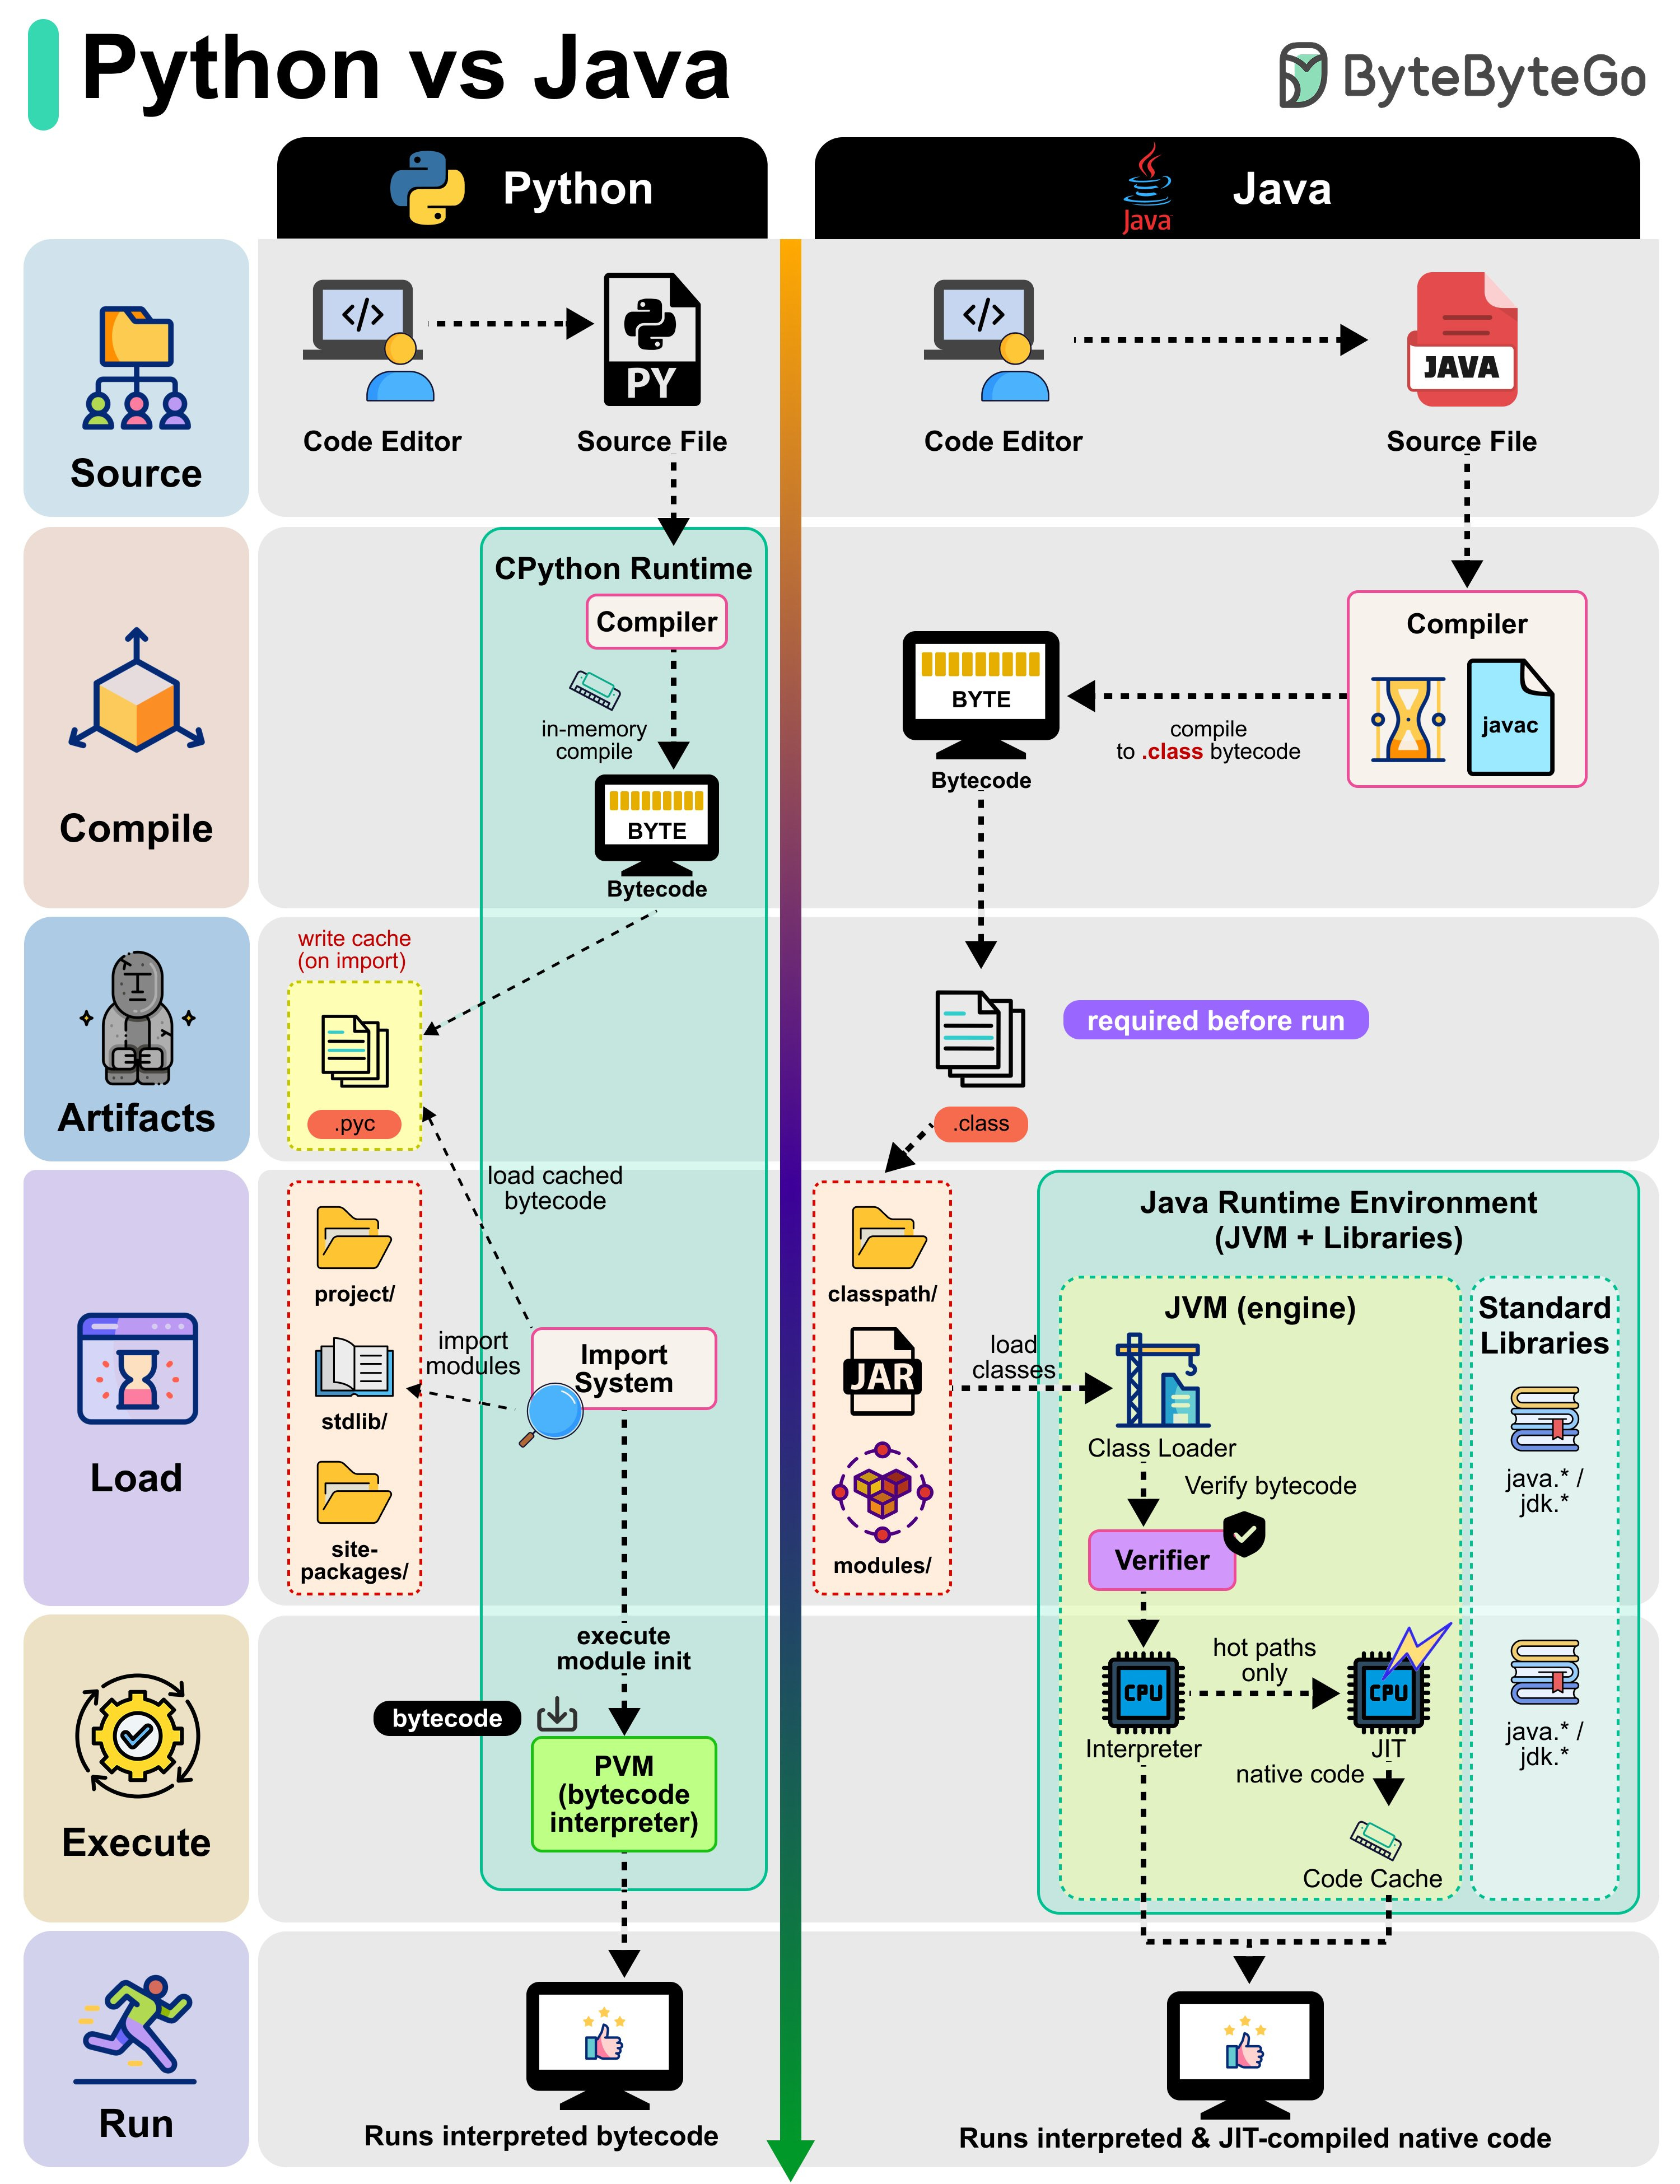 Python vs Java
ByteByteGo
Python
Java
Java
Source
</>
PY
Code Editor
Source File
</>
JAVA
Code Editor
Source File
Compile
CPython Runtime
Compiler
in-memory
compile
BYTE
Bytecode
Compiler
javac
compile
to .class bytecode
BYTE
Bytecode
Artifacts
write cache
(on import)
.pyc
required before run
.class
Load
load cached
bytecode
project/
import
modules
stdlib/
site-
packages/
Import
System
classpath/
JAR
modules/
load
classes
Java Runtime Environment
(JVM + Libraries)
JVM (engine)
Class Loader
Verify bytecode
Verifier
Standard
Libraries
java.* /
jdk.*
Execute
execute
module init
bytecode
PVM
(bytecode
interpreter)
CPU
Interpreter
hot paths
only
CPU
JIT
native code
Code Cache
java.* /
jdk.*
Run
Runs interpreted bytecode
Runs interpreted & JIT-compiled native code